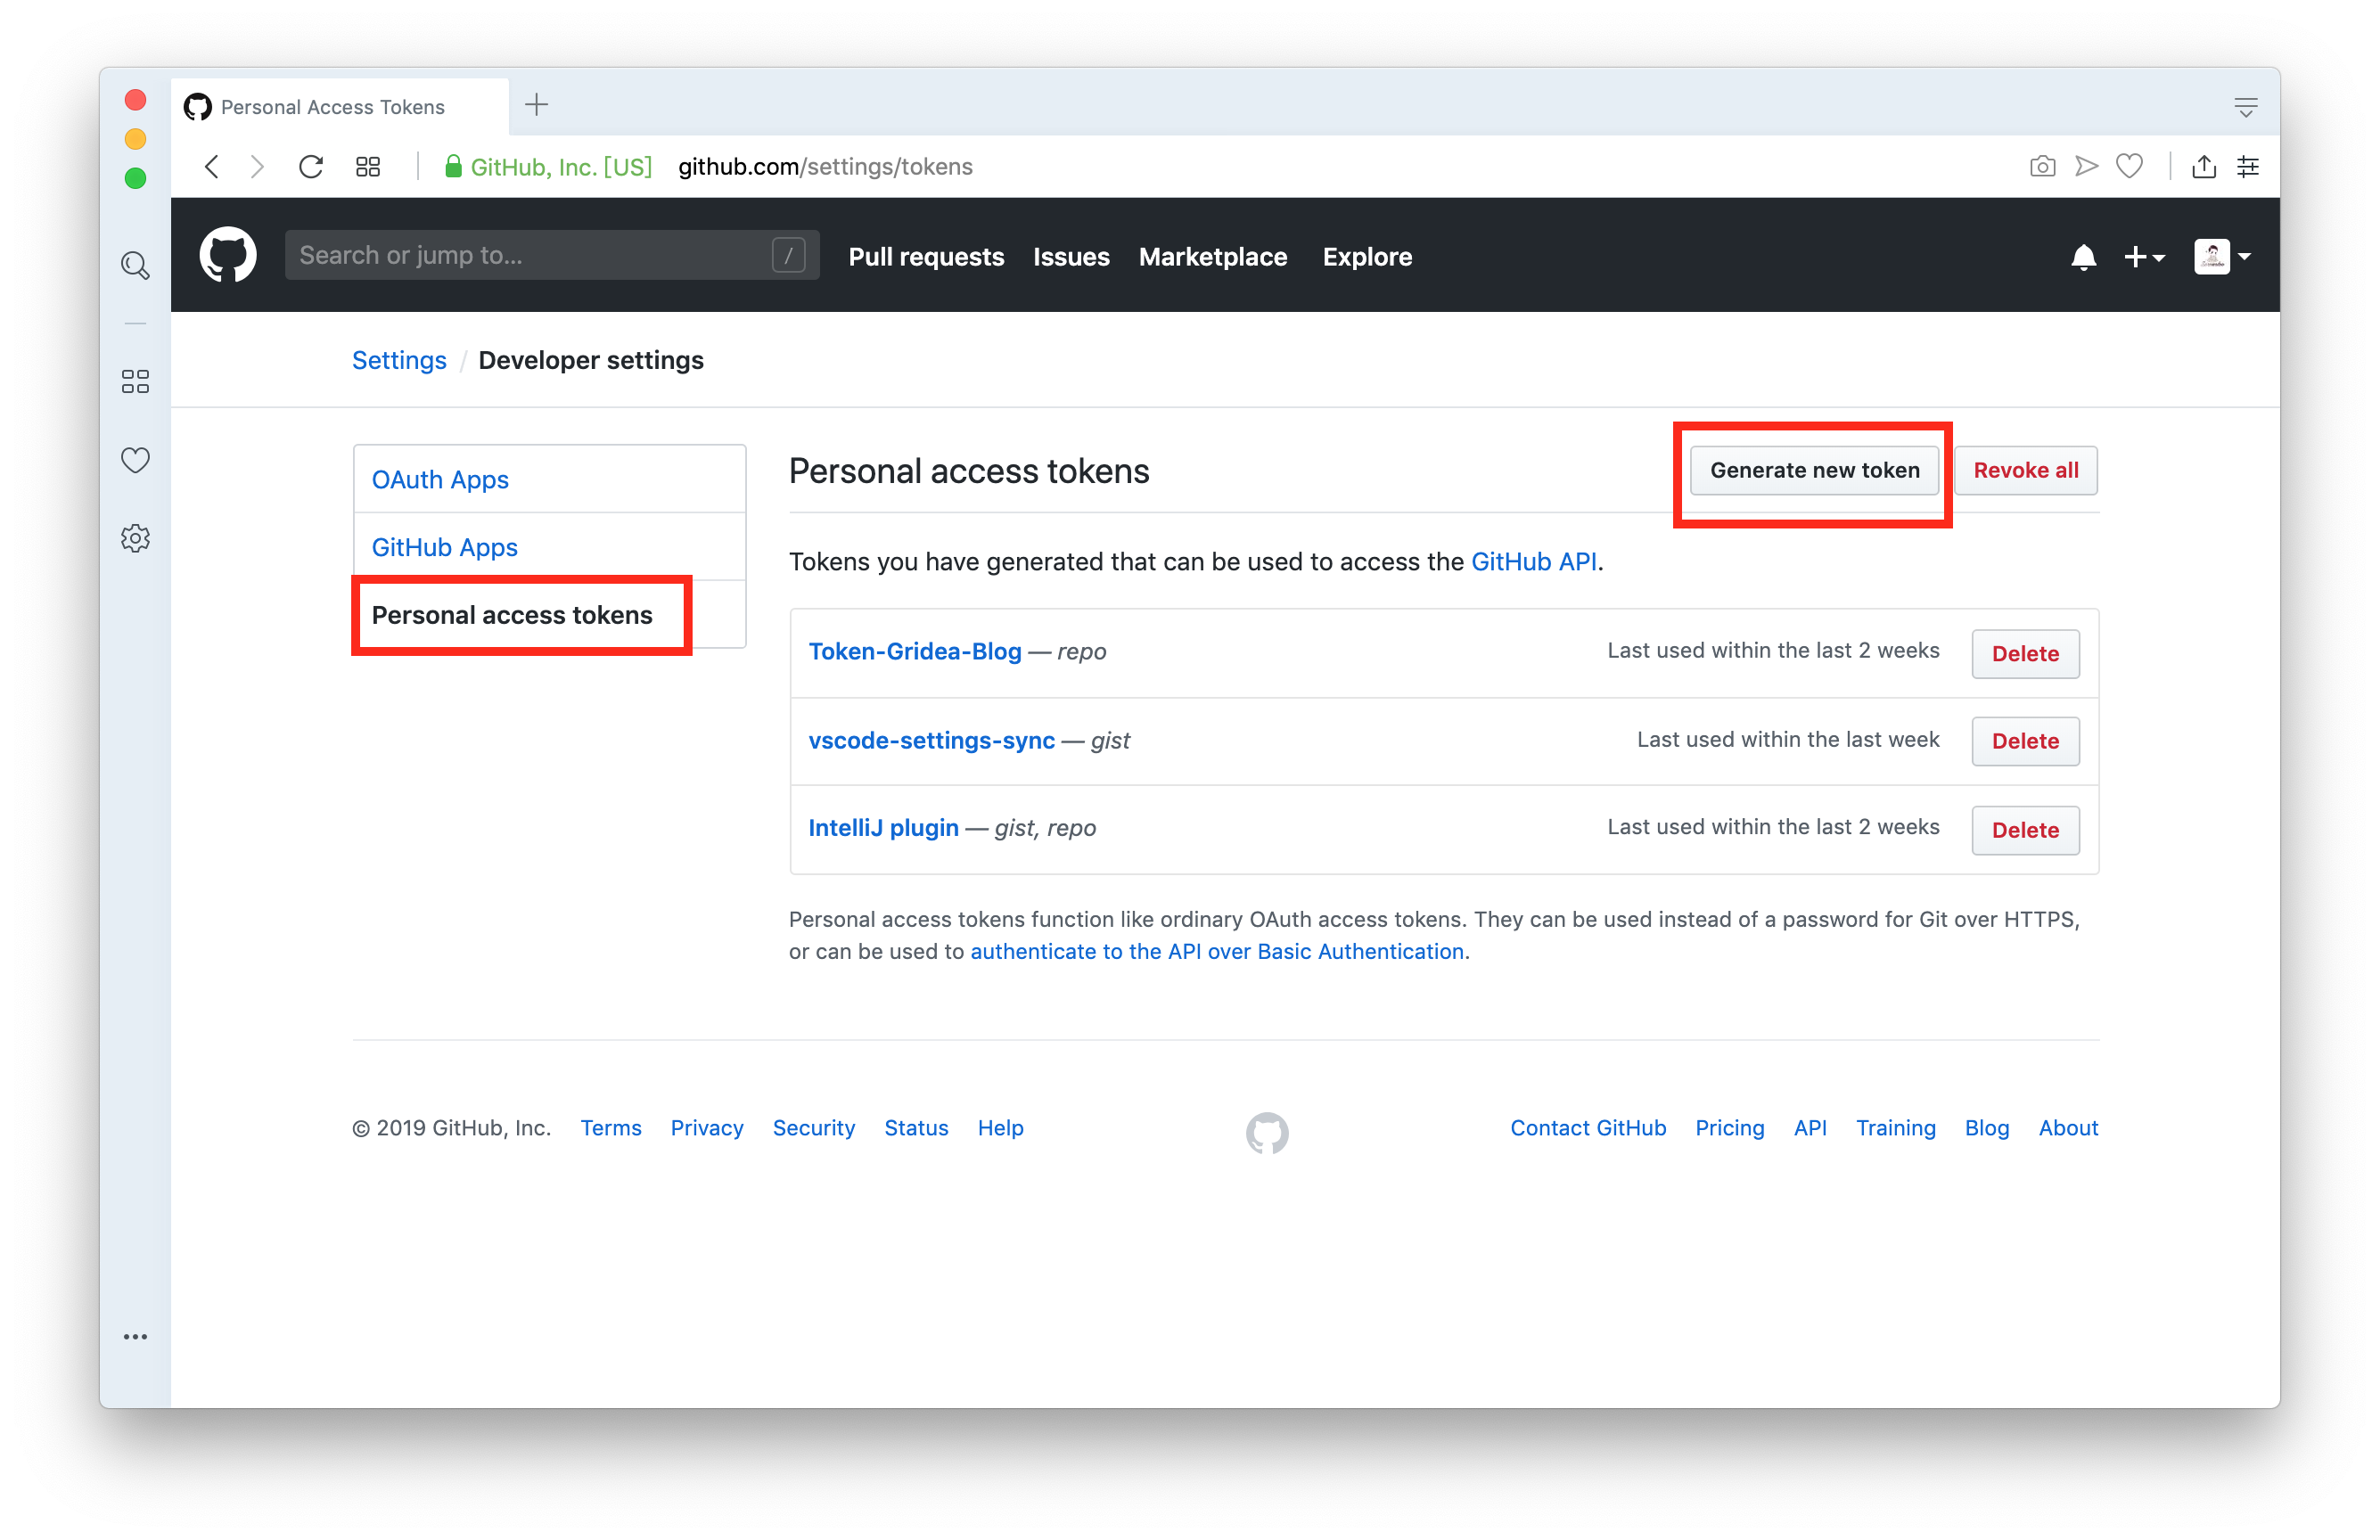 Personal Access Tokens
GitHub, Inc. [US] github.com/settings/tokens
Search or jump to... /
Pull requests Issues Marketplace Explore
Settings / Developer settings
OAuth Apps
GitHub Apps
Personal access tokens
Personal access tokens
Generate new token
Revoke all
Tokens you have generated that can be used to access the GitHub API.
Token-Gridea-Blog — repo Last used within the last 2 weeks Delete
vscode-settings-sync — gist Last used within the last week Delete
IntelliJ plugin — gist, repo Last used within the last 2 weeks Delete
Personal access tokens function like ordinary OAuth access tokens. They can be used instead of a password for Git over HTTPS,
or can be used to authenticate to the API over Basic Authentication.
© 2019 GitHub, Inc. Terms Privacy Security Status Help Contact GitHub Pricing API Training Blog About